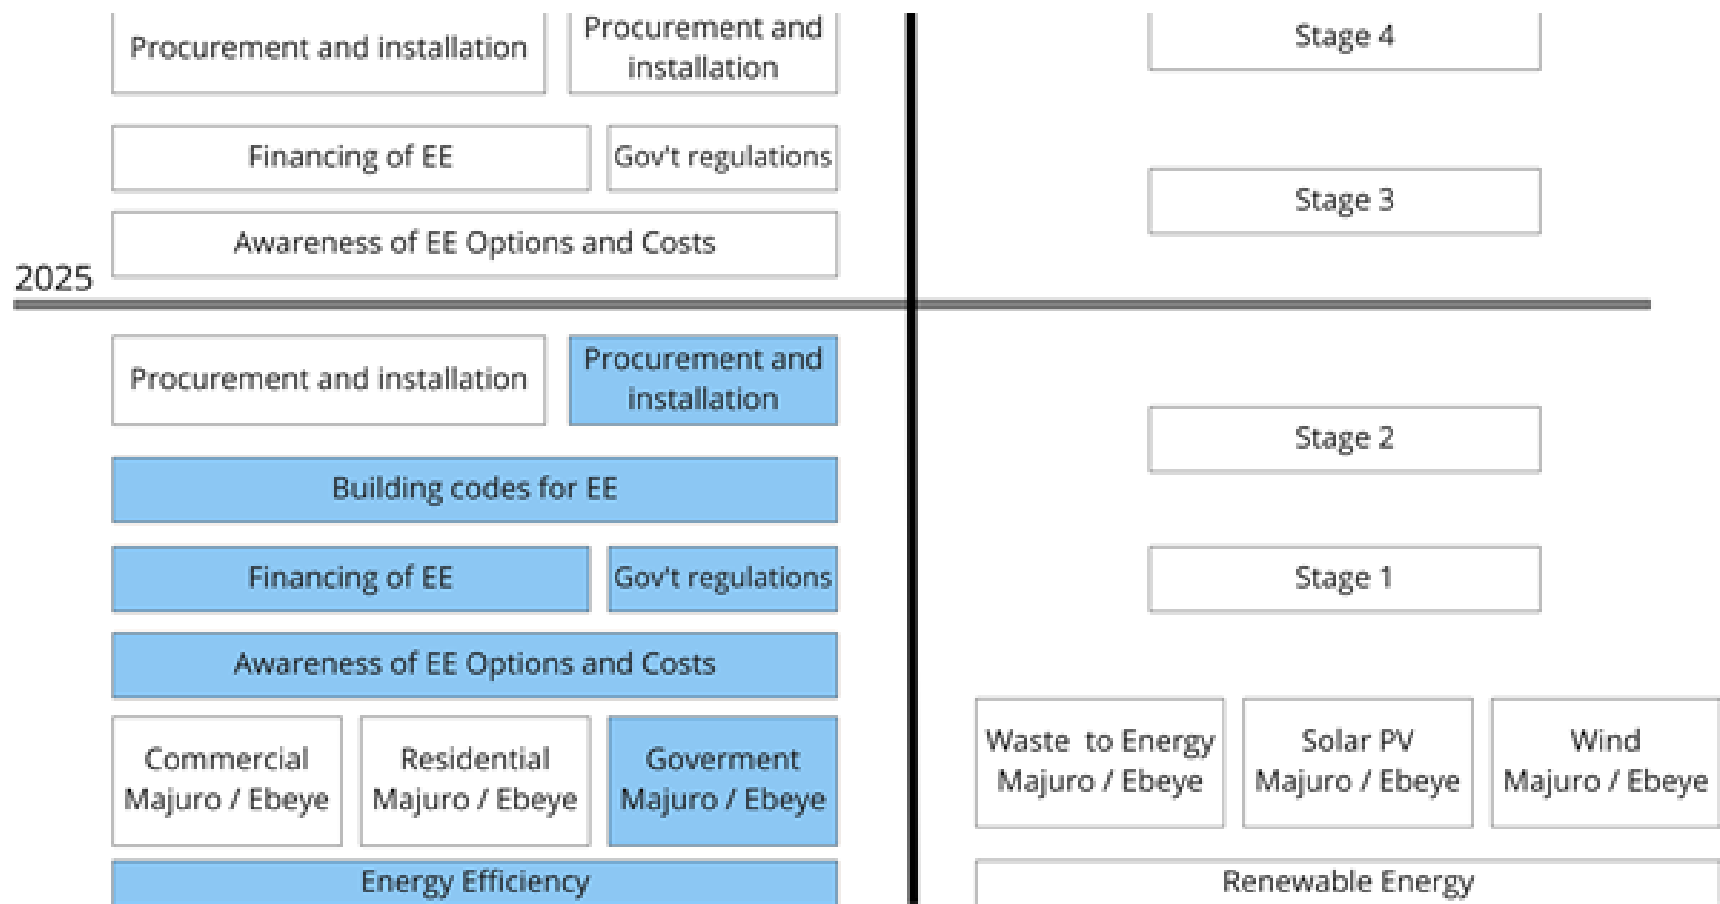 Procurement and installation
Procurement and
installation
Stage 4
Financing of EE
Gov't regulations
Stage 3
Awareness of EE Options and Costs
2025
Procurement and installation
Procurement and
installation
Stage 2
Building codes for EE
Financing of EE
Gov't regulations
Stage 1
Awareness of EE Options and Costs
Commercial
Majuro / Ebeye
Residential
Majuro / Ebeye
Goverment
Majuro / Ebeye
Waste to Energy
Majuro / Ebeye
Solar PV
Majuro / Ebeye
Wind
Majuro / Ebeye
Energy Efficiency
Renewable Energy